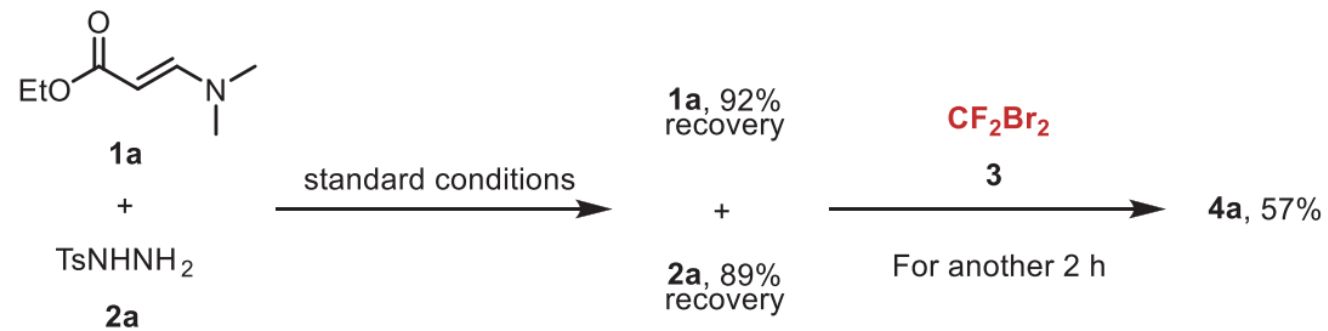 O
EtO
N
1a
+
TsNHNH2
2a
standard conditions
1a, 92%
recovery
+
2a, 89%
recovery
CF2Br2
3
For another 2 h
4a, 57%